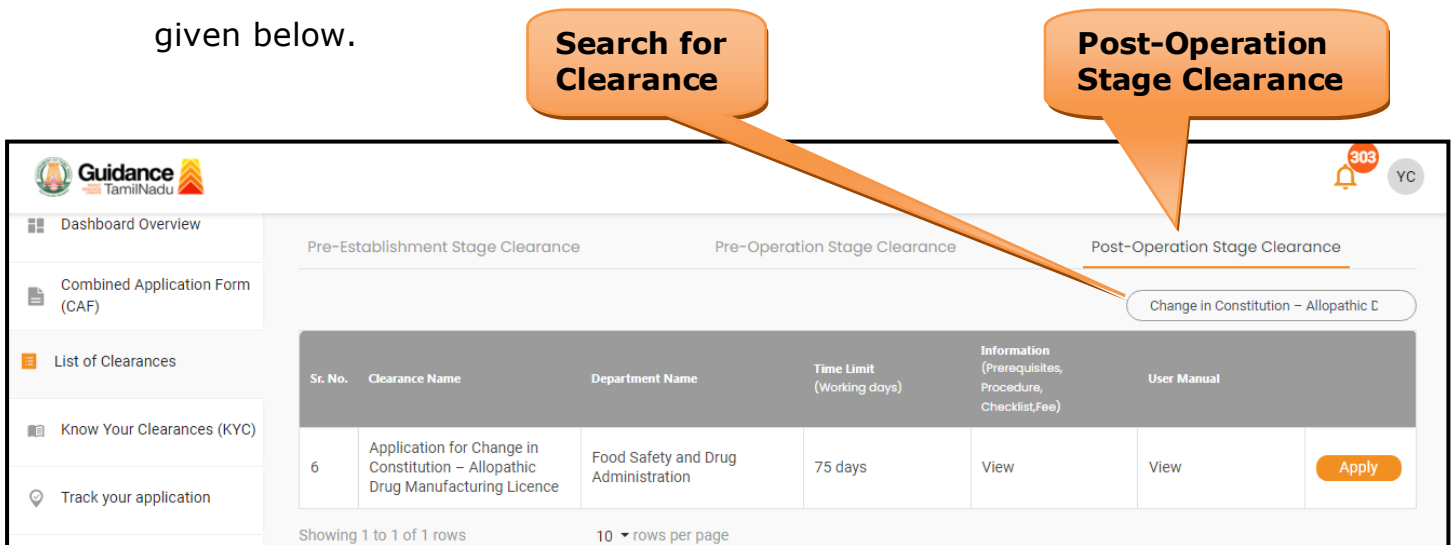 given below.
Search for
Clearance
Post-Operation
Stage Clearance
Guidance
TamilNadu
303
YC
Dashboard Overview
Combined Application Form
(CAF)
List of Clearances
Know Your Clearances (KYC)
Track your application
Pre-Establishment Stage Clearance
Pre-Operation Stage Clearance
Post-Operation Stage Clearance
Change in Constitution – Allopathic D
Sr. No.
Clearance Name
Department Name
Time Limit
(Working days)
Information
(Prerequisites,
Procedure,
Checklist,Fee)
User Manual
6
Application for Change in
Constitution – Allopathic
Drug Manufacturing Licence
Food Safety and Drug
Administration
75 days
View
View
Apply
Showing 1 to 1 of 1 rows
10 rows per page